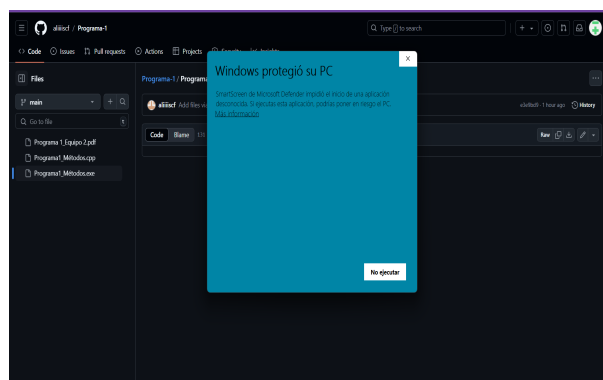 aliiiscf / Programa-1
Type / to search
Code Issues Pull requests Actions Projects
Files
main
Go to file t
Programa 1_Equipo 2.pdf
Programa1_Métodos.cpp
Programa1_Métodos.exe
Programa-1 /
aliiiscf Add files
1 hour ago History
Code Blame
Raw
Windows protegió su PC
X
SmartScreen de Microsoft Defender impidió el inicio de una aplicación
desconocida. Si ejecutas esta aplicación, podrías poner en riesgo el PC.
Más información
No ejecutar